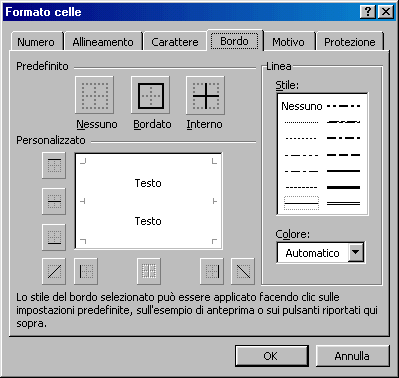 Formato celle
Numero
Allineamento
Carattere
Bordo
Motivo
Protezione
Predefinito
Nessuno
Bordato
Interno
Personalizzato
Testo
Testo
Linea
Stile:
Nessuno
Colore:
Automatico
Lo stile del bordo selezionato può essere applicato facendo clic sulle
impostazioni predefinite, sull'esempio di anteprima o sui pulsanti riportati qui
sopra.
OK
Annulla